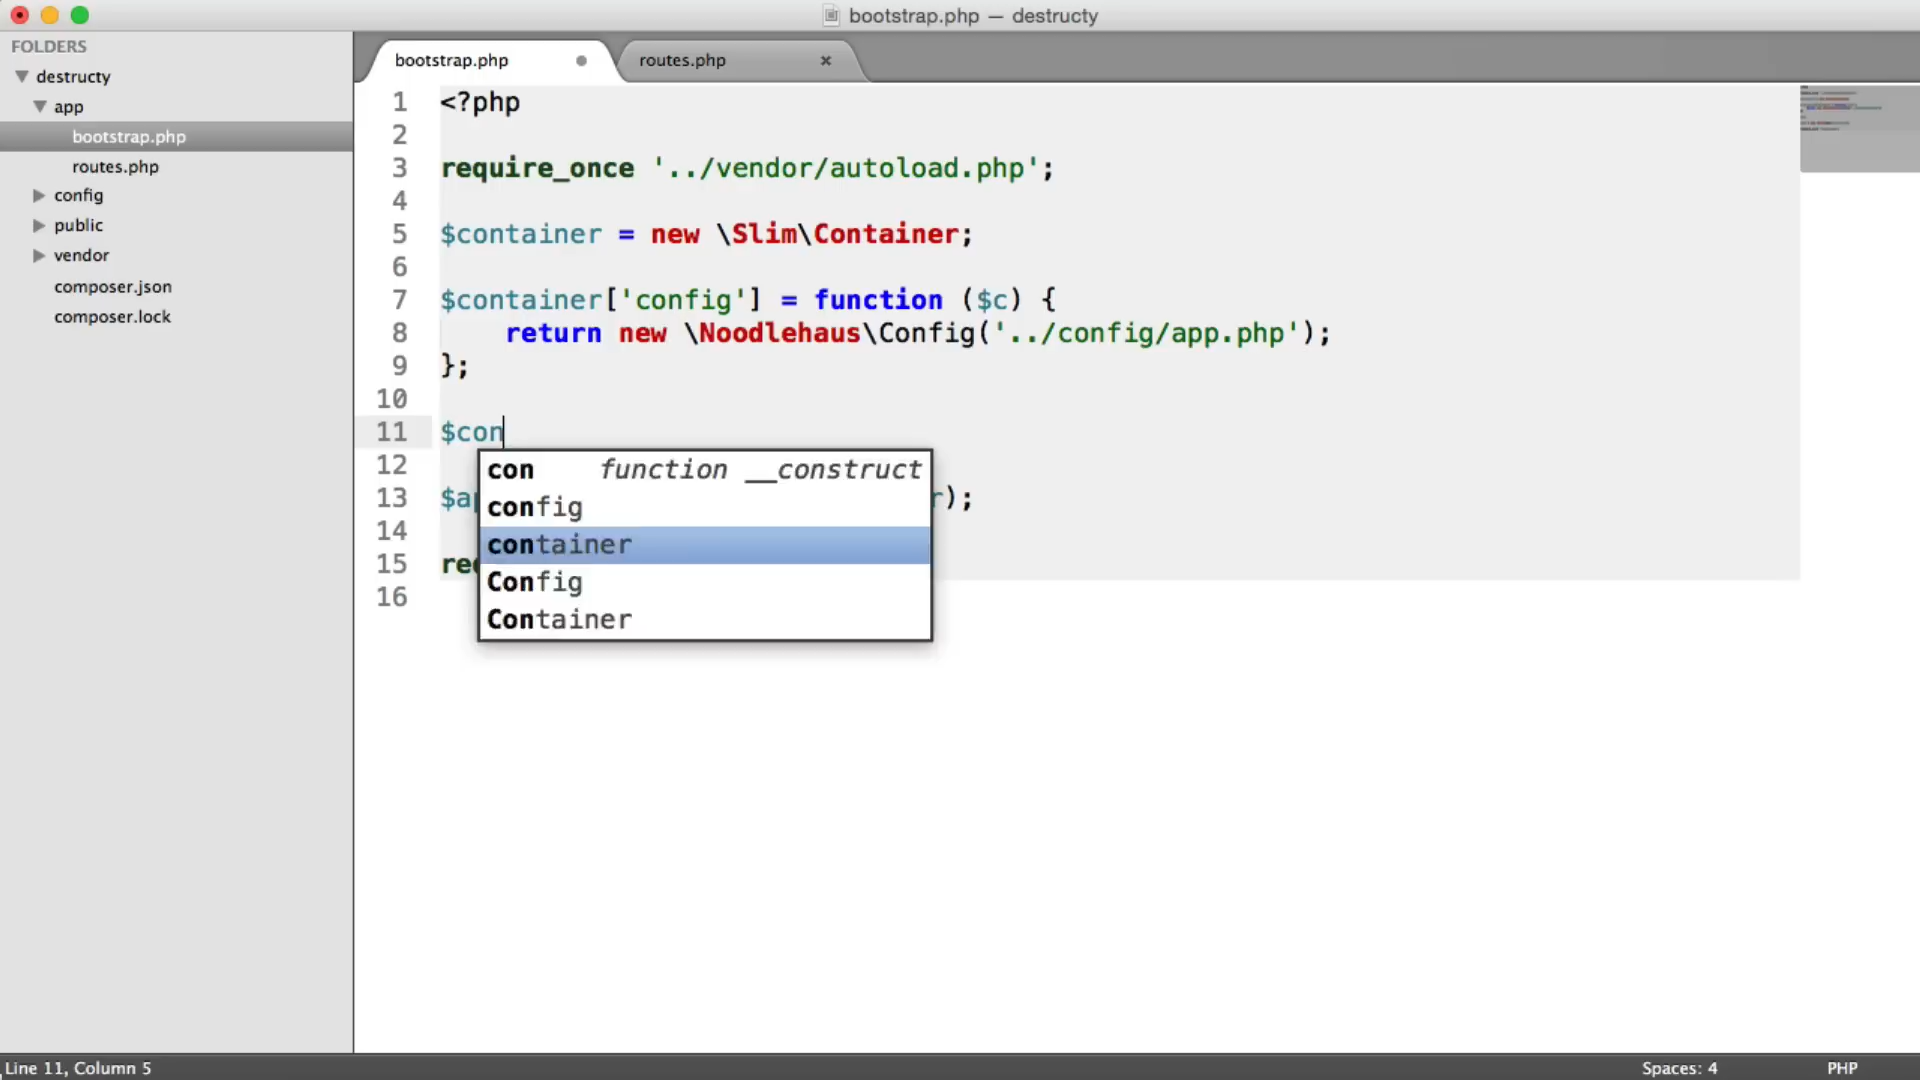 bootstrap.php — destructy
FOLDERS
destructy
app
bootstrap.php
routes.php
config
public
vendor
composer.json
composer.lock
bootstrap.php
routes.php
1 <?php
2
3 require_once '../vendor/autoload.php';
4
5 $container = new \Slim\Container;
6
7 $container['config'] = function ($c) {
8 return new \Noodlehaus\Config('../config/app.php');
9 };
10
11 $con
12
13 $ap r);
14
15 re
16
con function __construct
config
container
Config
Container
Line 11, Column 5
Spaces: 4
PHP